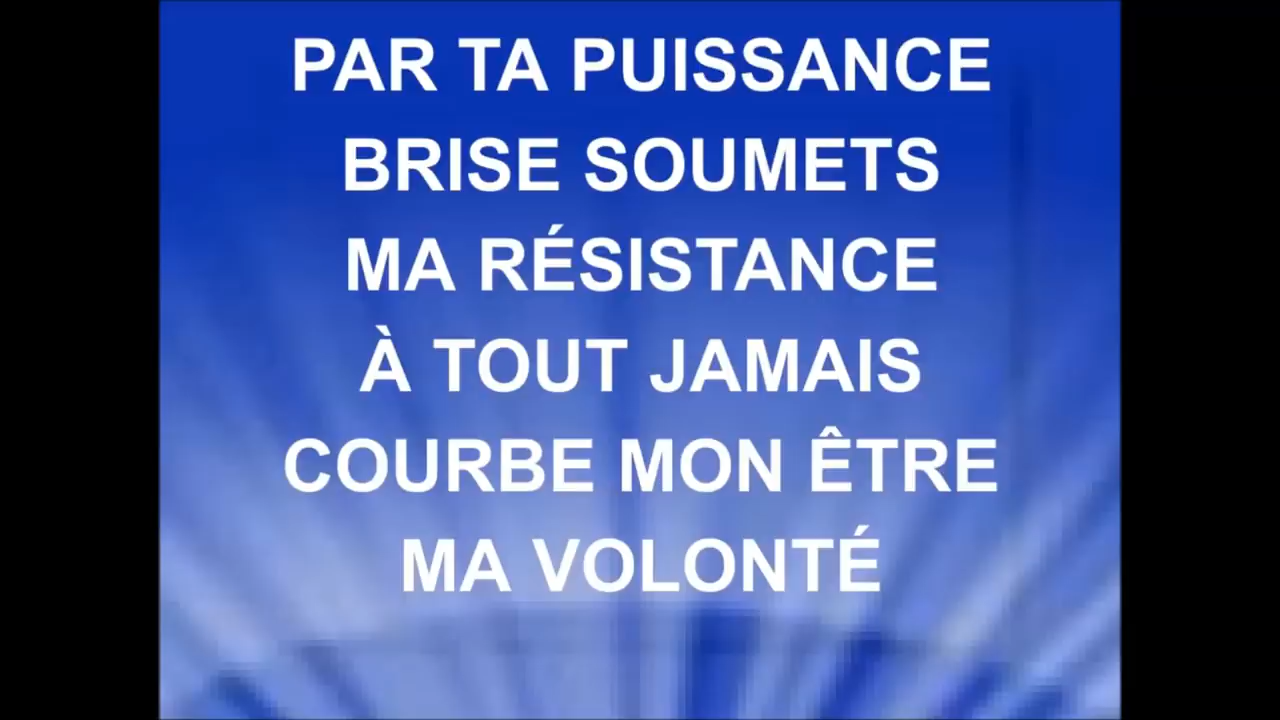 PAR TA PUISSANCE
BRISE SOUMETS
MA RÉSISTANCE
À TOUT JAMAIS
COURBE MON ÊTRE
MA VOLONTÉ